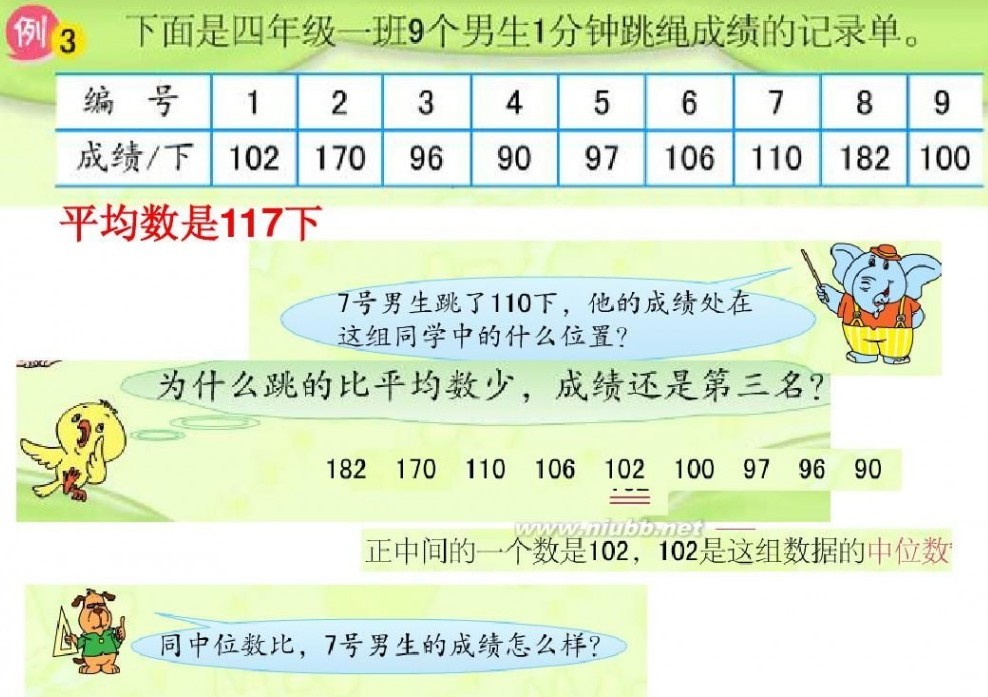 例 3 下面是四年级一班9个男生1分钟跳绳成绩的记录单。
编 号 1 2 3 4 5 6 7 8 9
成绩/下 102 170 96 90 97 106 110 182 100
平均数是117下
7号男生跳了110下，他的成绩处在
这组同学中的什么位置？
为什么跳的比平均数少，成绩还是第三名？
182 170 110 106 102 100 97 96 90
www.niubb.net
正中间的一个数是102，102是这组数据的中位数
同中位数比，7号男生的成绩怎么样？